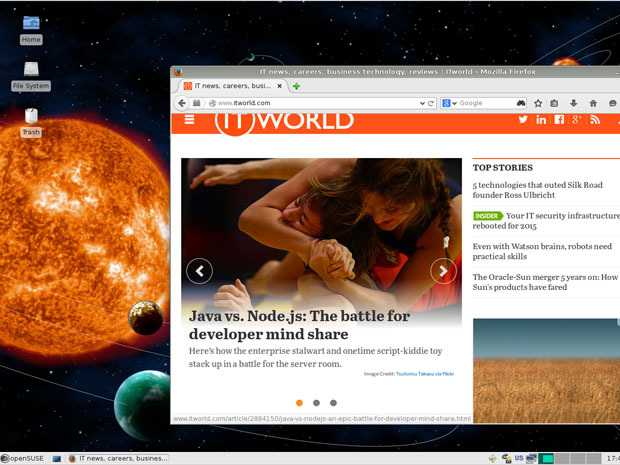 Home
File System
Trash
IT news, careers, business technology, reviews | ITworld - Mozilla Firefox
IT news, careers, busi...
www.itworld.com
Google
ITWORLD
TOP STORIES
5 technologies that outed Silk Road
founder Ross Ulbricht
INSIDER Your IT security infrastructure
rebooted for 2015
Even with Watson brains, robots need
practical skills
The Oracle-Sun merger 5 years on: How
Sun's products have fared
Java vs. Node.js: The battle for
developer mind share
Here's how the enterprise stalwart and onetime script-kiddie toy
stack up in a battle for the server room.
Image Credit: Tsutomu Takasu via Flickr
www.itworld.com/article/2884150/java-vs-nodejs-an-epic-battle-for-developer-mind-share.html
openSUSE
IT news, careers, busines...
US
17:4